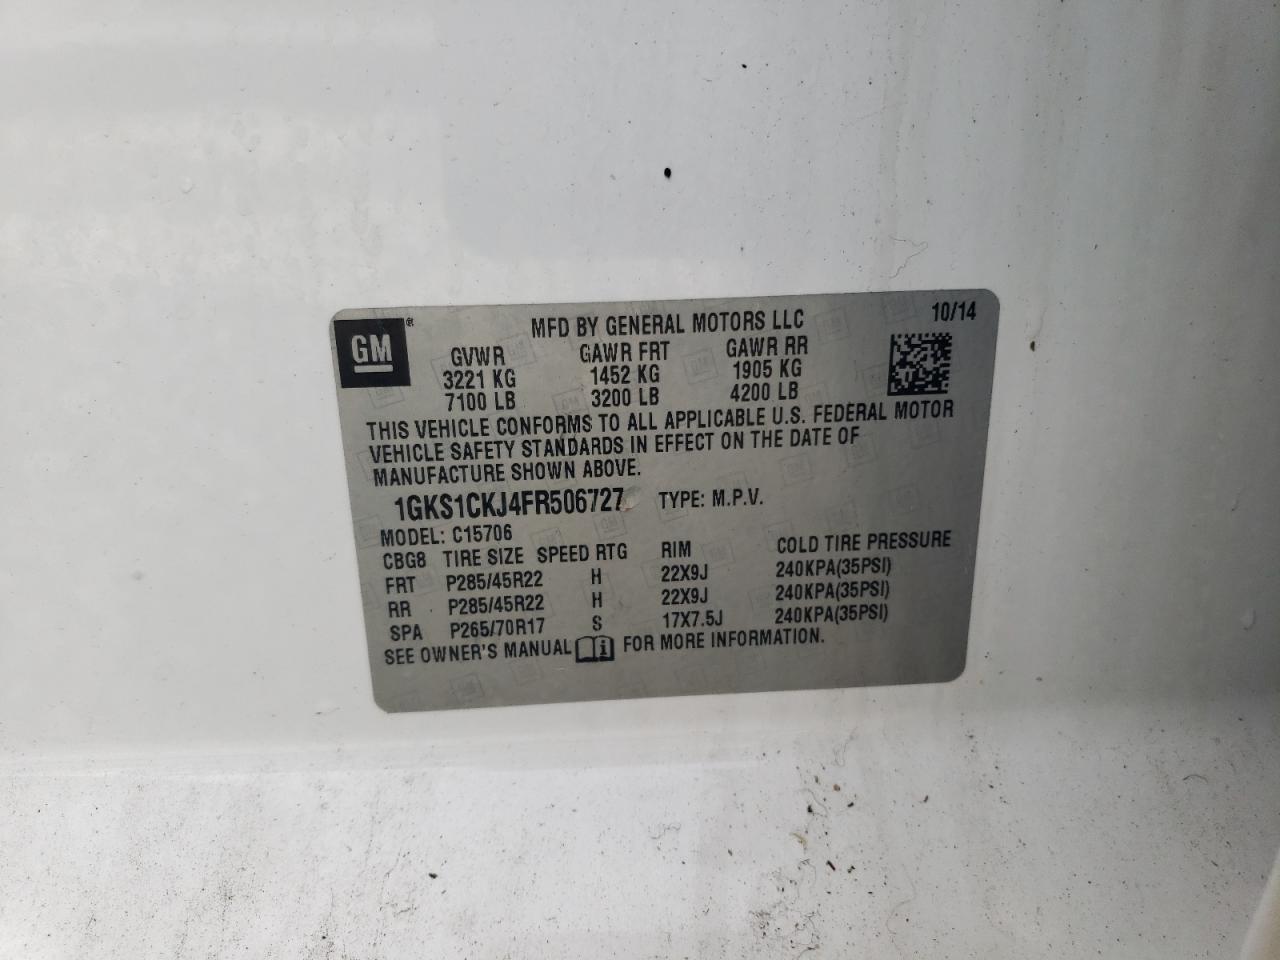 GM® MFD BY GENERAL MOTORS LLC 10/14
GVWR GAWR FRT GAWR RR
3221 KG 1452 KG 1905 KG
7100 LB 3200 LB 4200 LB
THIS VEHICLE CONFORMS TO ALL APPLICABLE U.S. FEDERAL MOTOR
VEHICLE SAFETY STANDARDS IN EFFECT ON THE DATE OF
MANUFACTURE SHOWN ABOVE.
1GKS1CKJ4FR506727 TYPE: M.P.V.
MODEL: C15706
CBG8 TIRE SIZE SPEED RTG RIM COLD TIRE PRESSURE
FRT P285/45R22 H 22X9J 240KPA(35PSI)
RR P285/45R22 H 22X9J 240KPA(35PSI)
SPA P265/70R17 S 17X7.5J 240KPA(35PSI)
SEE OWNER'S MANUAL FOR MORE INFORMATION.